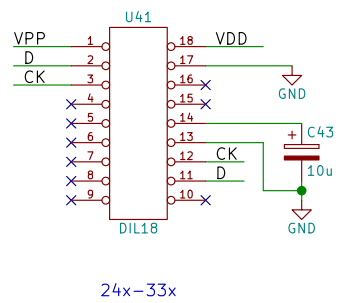 U41
VPP 1 18 VDD
D 2 17
CK 3 16
4 15 GND
5 14
6 13 + C43
7 12 CK 10u
8 11 D
9 10
DIL18 GND
24x-33x